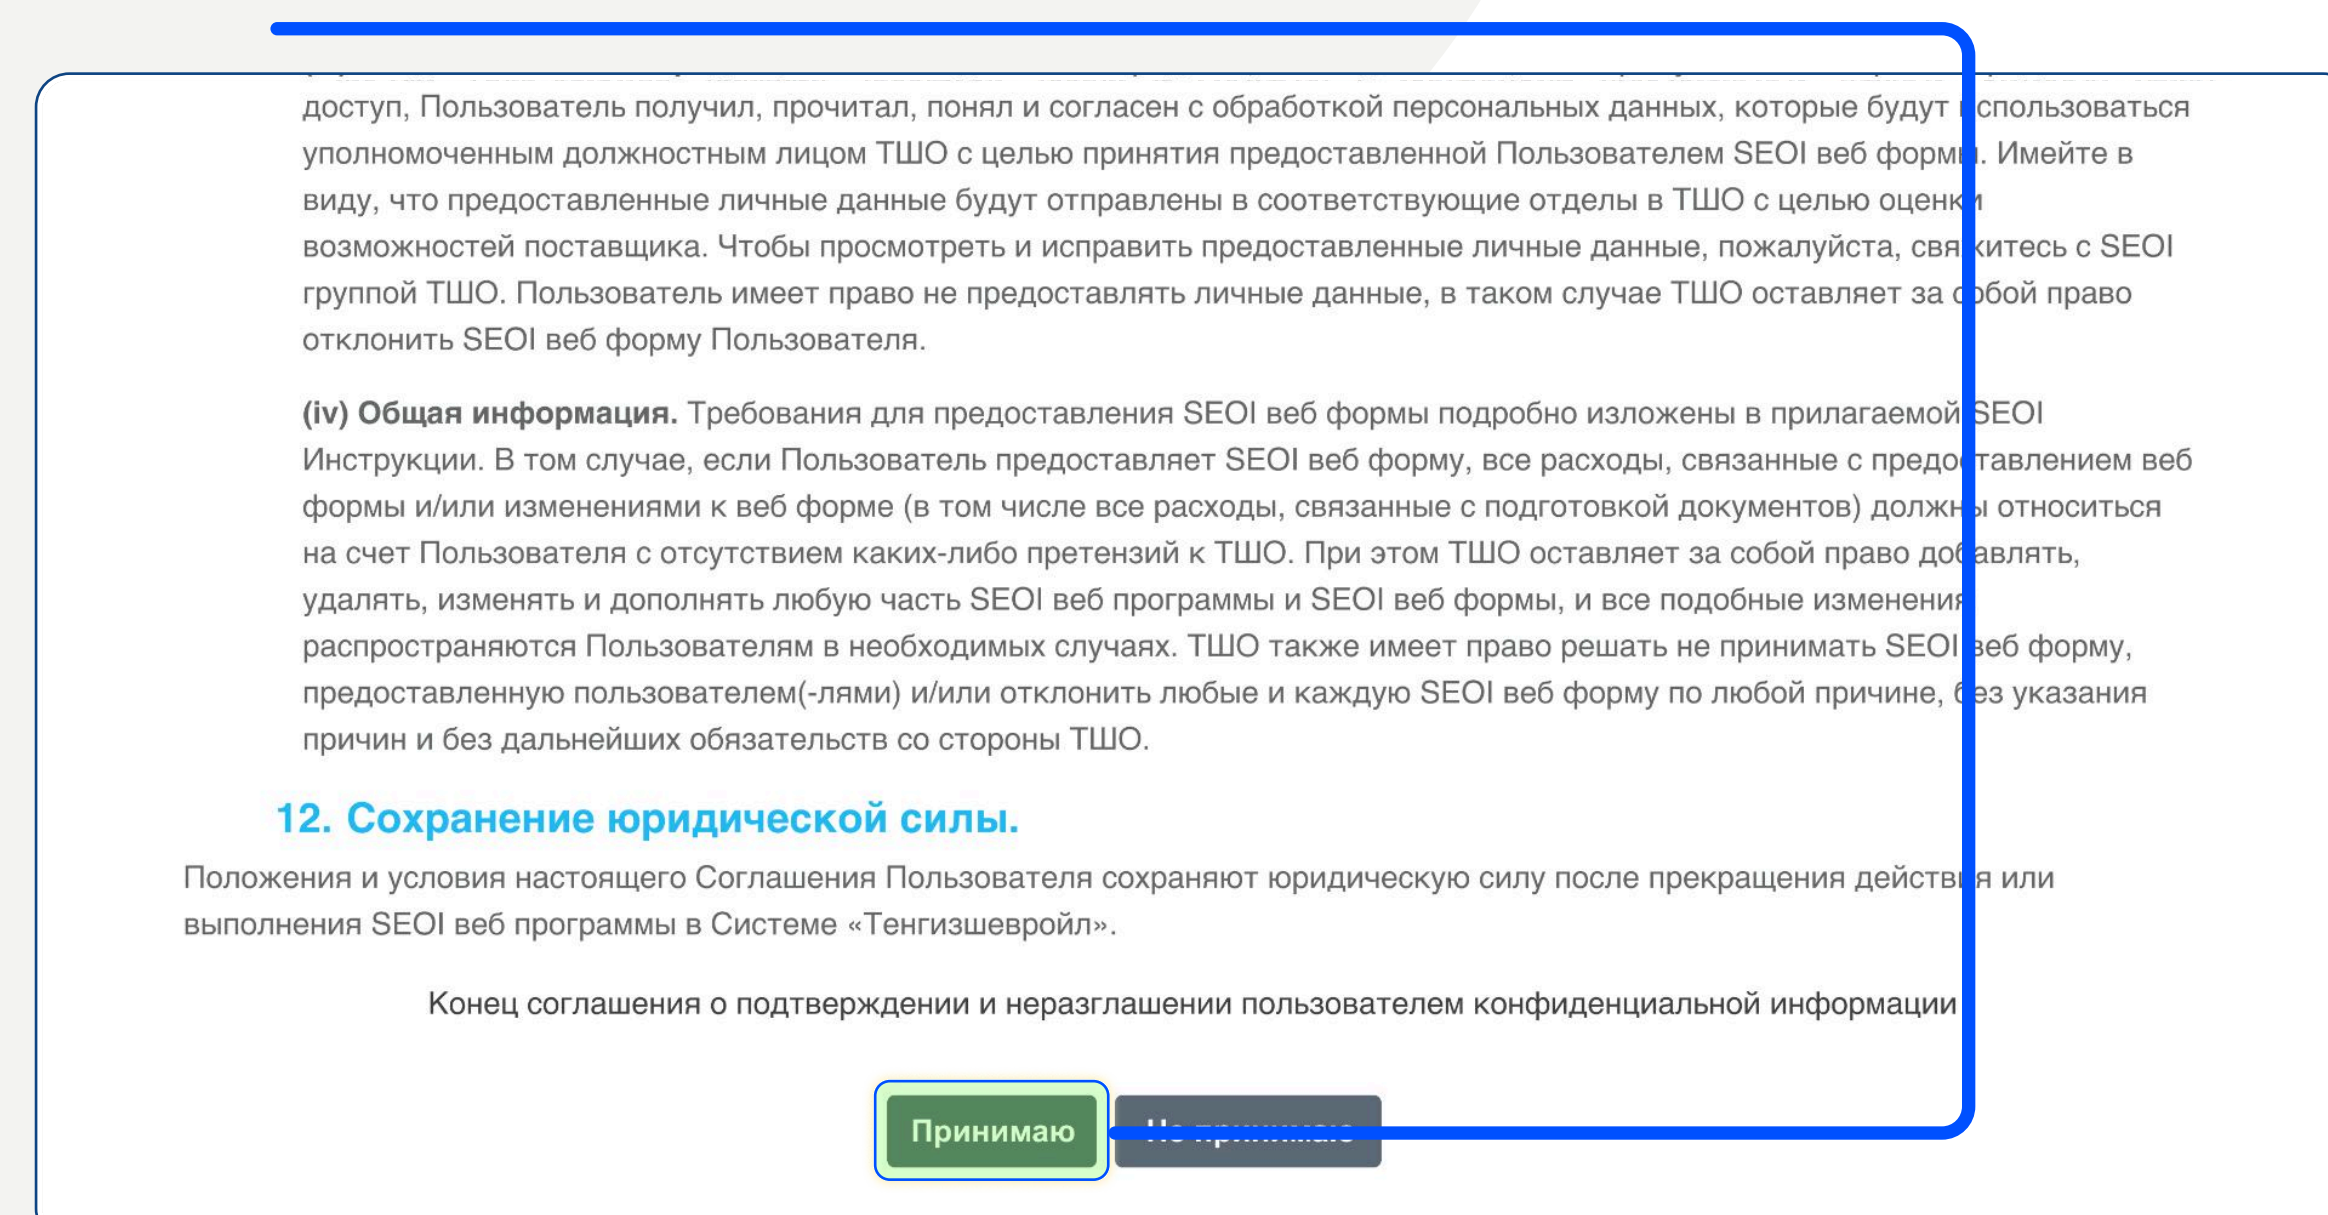 доступ, Пользователь получил, прочитал, понял и согласен с обработкой персональных данных, которые будут использоваться
уполномоченным должностным лицом ТШО с целью принятия предоставленной Пользователем SEOI веб формы. Имейте в
виду, что предоставленные личные данные будут отправлены в соответствующие отделы в ТШО с целью оценки
возможностей поставщика. Чтобы просмотреть и исправить предоставленные личные данные, пожалуйста, свяжитесь с SEOI
группой ТШО. Пользователь имеет право не предоставлять личные данные, в таком случае ТШО оставляет за собой право
отклонить SEOI веб форму Пользователя.
(iv) Общая информация. Требования для предоставления SEOI веб формы подробно изложены в прилагаемой SEOI
Инструкции. В том случае, если Пользователь предоставляет SEOI веб форму, все расходы, связанные с предоставлением веб
формы и/или изменениями к веб форме (в том числе все расходы, связанные с подготовкой документов) должны относиться
на счет Пользователя с отсутствием каких-либо претензий к ТШО. При этом ТШО оставляет за собой право добавлять,
удалять, изменять и дополнять любую часть SEOI веб программы и SEOI веб формы, и все подобные изменения
распространяются Пользователям в необходимых случаях. ТШО также имеет право решать не принимать SEOI веб форму,
предоставленную пользователем(-лями) и/или отклонить любые и каждую SEOI веб форму по любой причине, без указания
причин и без дальнейших обязательств со стороны ТШО.
12. Сохранение юридической силы.
Положения и условия настоящего Соглашения Пользователя сохраняют юридическую силу после прекращения действия или
выполнения SEOI веб программы в Системе «Тенгизшевройл».
Конец соглашения о подтверждении и неразглашении пользователем конфиденциальной информации
Принимаю Не принимаю